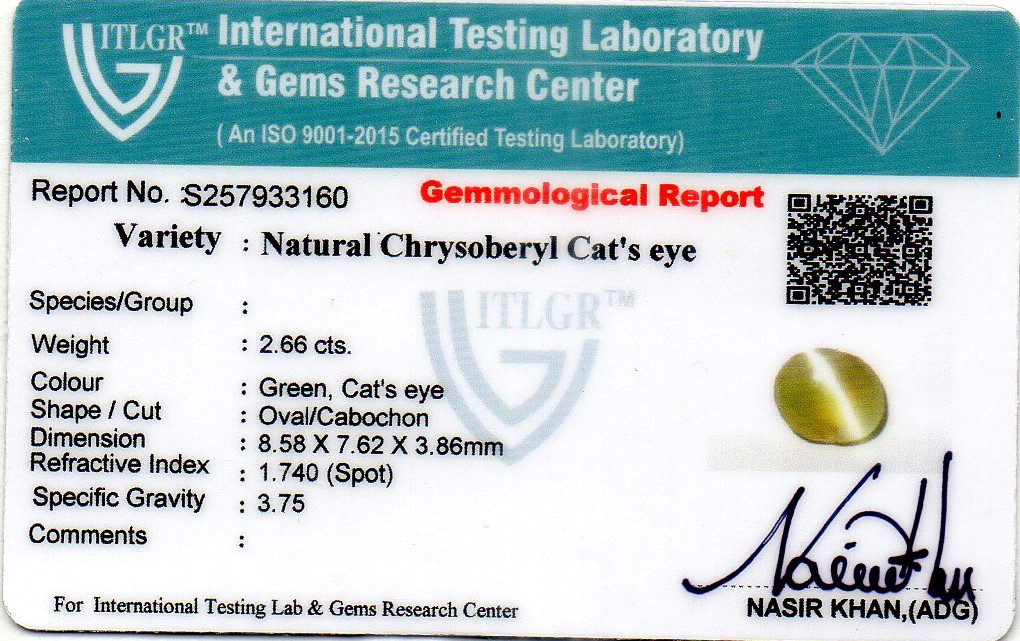 ITLGR™ International Testing Laboratory
& Gems Research Center
( An ISO 9001-2015 Certified Testing Laboratory)
Report No. :S257933160
Gemmological Report
Variety : Natural Chrysoberyl Cat's eye
ITLGR™
Species/Group :
Weight : 2.66 cts.
Colour : Green, Cat's eye
Shape / Cut : Oval/Cabochon
Dimension : 8.58 X 7.62 X 3.86mm
Refractive Index : 1.740 (Spot)
Specific Gravity : 3.75
Comments :
For International Testing Lab & Gems Research Center
NASIR KHAN,(ADG)